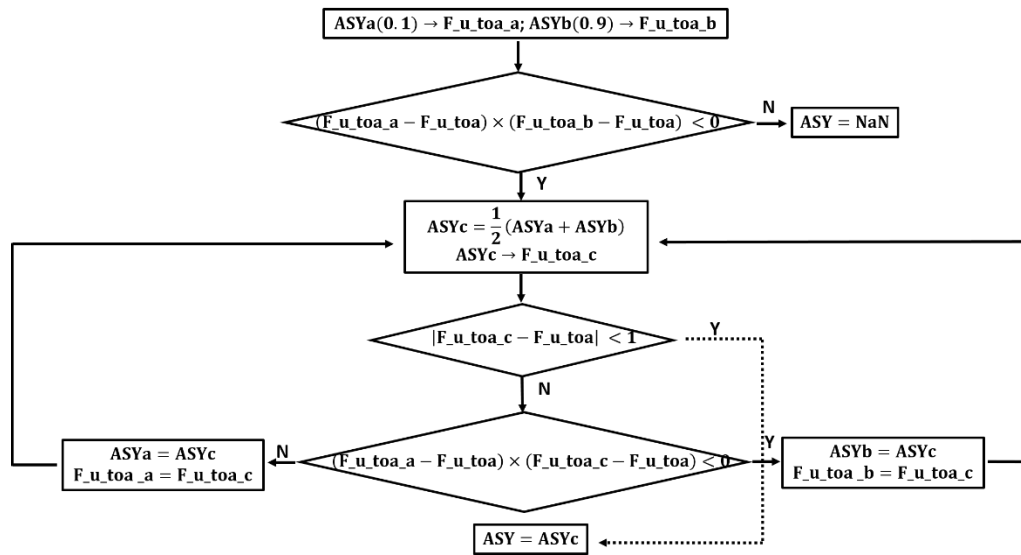 ASYa(0.1) → F_u_toa_a; ASYb(0.9) → F_u_toa_b
(F_u_toa_a − F_u_toa) × (F_u_toa_b − F_u_toa) < 0
N
ASY = NaN
Y
ASYc = 1/2 (ASYa + ASYb)
ASYc → F_u_toa_c
|F_u_toa_c − F_u_toa| < 1
Y
N
ASYa = ASYc
F_u_toa _a = F_u_toa_c
N
(F_u_toa_a − F_u_toa) × (F_u_toa_c − F_u_toa) < 0
Y
ASYb = ASYc
F_u_toa _b = F_u_toa_c
ASY = ASYc